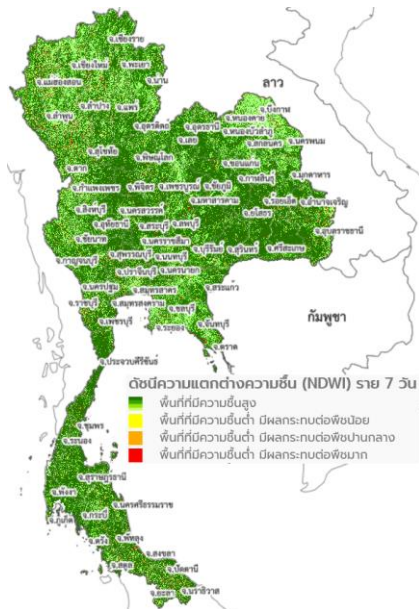 จ.เชียงราย
จ.เชียงใหม่
จ.พะเยา
จ.แม่ฮ่องสอน
จ.น่าน
จ.ลำปาง
จ.แพร่
จ.ลำพูน
จ.อุตรดิตถ์
ลาว
จ.บึงกาฬ
จ.หนองคาย
จ.อุดรธานี
จ.หนองบัวลำภู
จ.เลย
จ.สกลนคร
จ.นครพนม
จ.สุโขทัย
จ.พิษณุโลก
จ.ตาก
จ.ขอนแก่น
จ.กาฬสินธุ์
จ.มุกดาหาร
จ.กำแพงเพชร
จ.พิจิตร
จ.เพชรบูรณ์
จ.ชัยภูมิ
จ.มหาสารคาม
จ.ร้อยเอ็ด
จ.อำนาจเจริญ
จ.ยโสธร
จ.สิงห์บุรี
จ.นครสวรรค์
จ.อุทัยธานี
จ.สระบุรี
จ.ลพบุรี
จ.อุบลราชธานี
จ.ชัยนาท
จ.นครราชสีมา
จ.บุรีรัมย์
จ.สุรินทร์
จ.ศรีสะเกษ
จ.สุพรรณบุรี
จ.นนทบุรี
จ.กาญจนบุรี
จ.ปราจีนบุรี
จ.นครนายก
จ.นครปฐม
จ.สมุทรสาคร
จ.สระแก้ว
จ.ราชบุรี
จ.สมุทรสงคราม
จ.ชลบุรี
กัมพูชา
จ.เพชรบุรี
จ.ระยอง
จ.จันทบุรี
จ.ตราด
จ.ประจวบคีรีขันธ์
ดัชนีความแตกต่างความชื้น (NDWI) ราย 7 วัน
พื้นที่ที่มีความชื้นสูง
พื้นที่ที่มีความชื้นต่ำ มีผลกระทบต่อพืชน้อย
พื้นที่ที่มีความชื้นต่ำ มีผลกระทบต่อพืชปานกลาง
พื้นที่ที่มีความชื้นต่ำ มีผลกระทบต่อพืชมาก
จ.ชุมพร
จ.ระนอง
จ.สุราษฎร์ธานี
จ.พังงา
จ.นครศรีธรรมราช
จ.กระบี่
จ.ภูเก็ต
จ.ตรัง
จ.พัทลุง
จ.สงขลา
จ.สตูล
จ.ปัตตานี
จ.ยะลา
จ.นราธิวาส